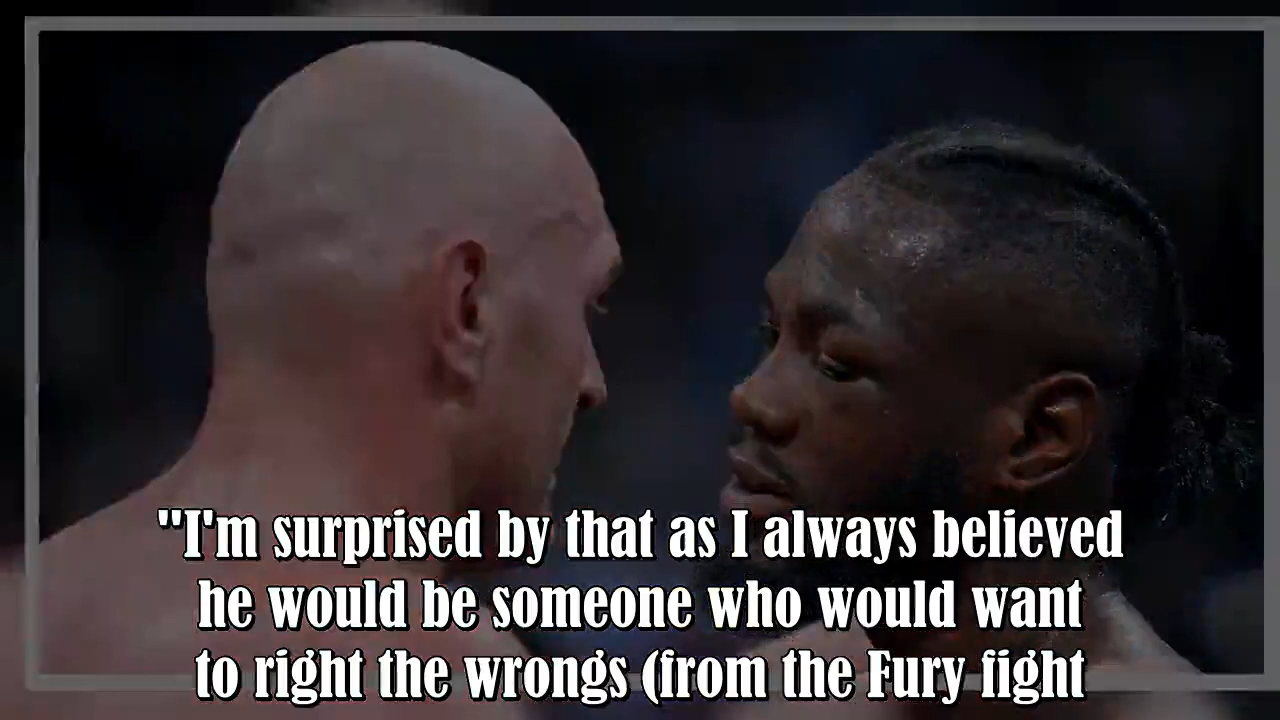 "I'm surprised by that as I always believed
he would be someone who would want
to right the wrongs (from the Fury fight